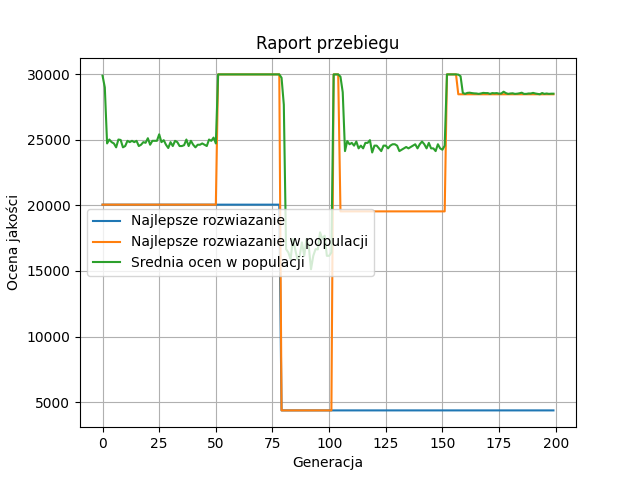 Raport przebiegu
Ocena jakości
30000
25000
20000
15000
10000
5000
Najlepsze rozwiazanie
Najlepsze rozwiazanie w populacji
Srednia ocen w populacji
0 25 50 75 100 125 150 175 200
Generacja